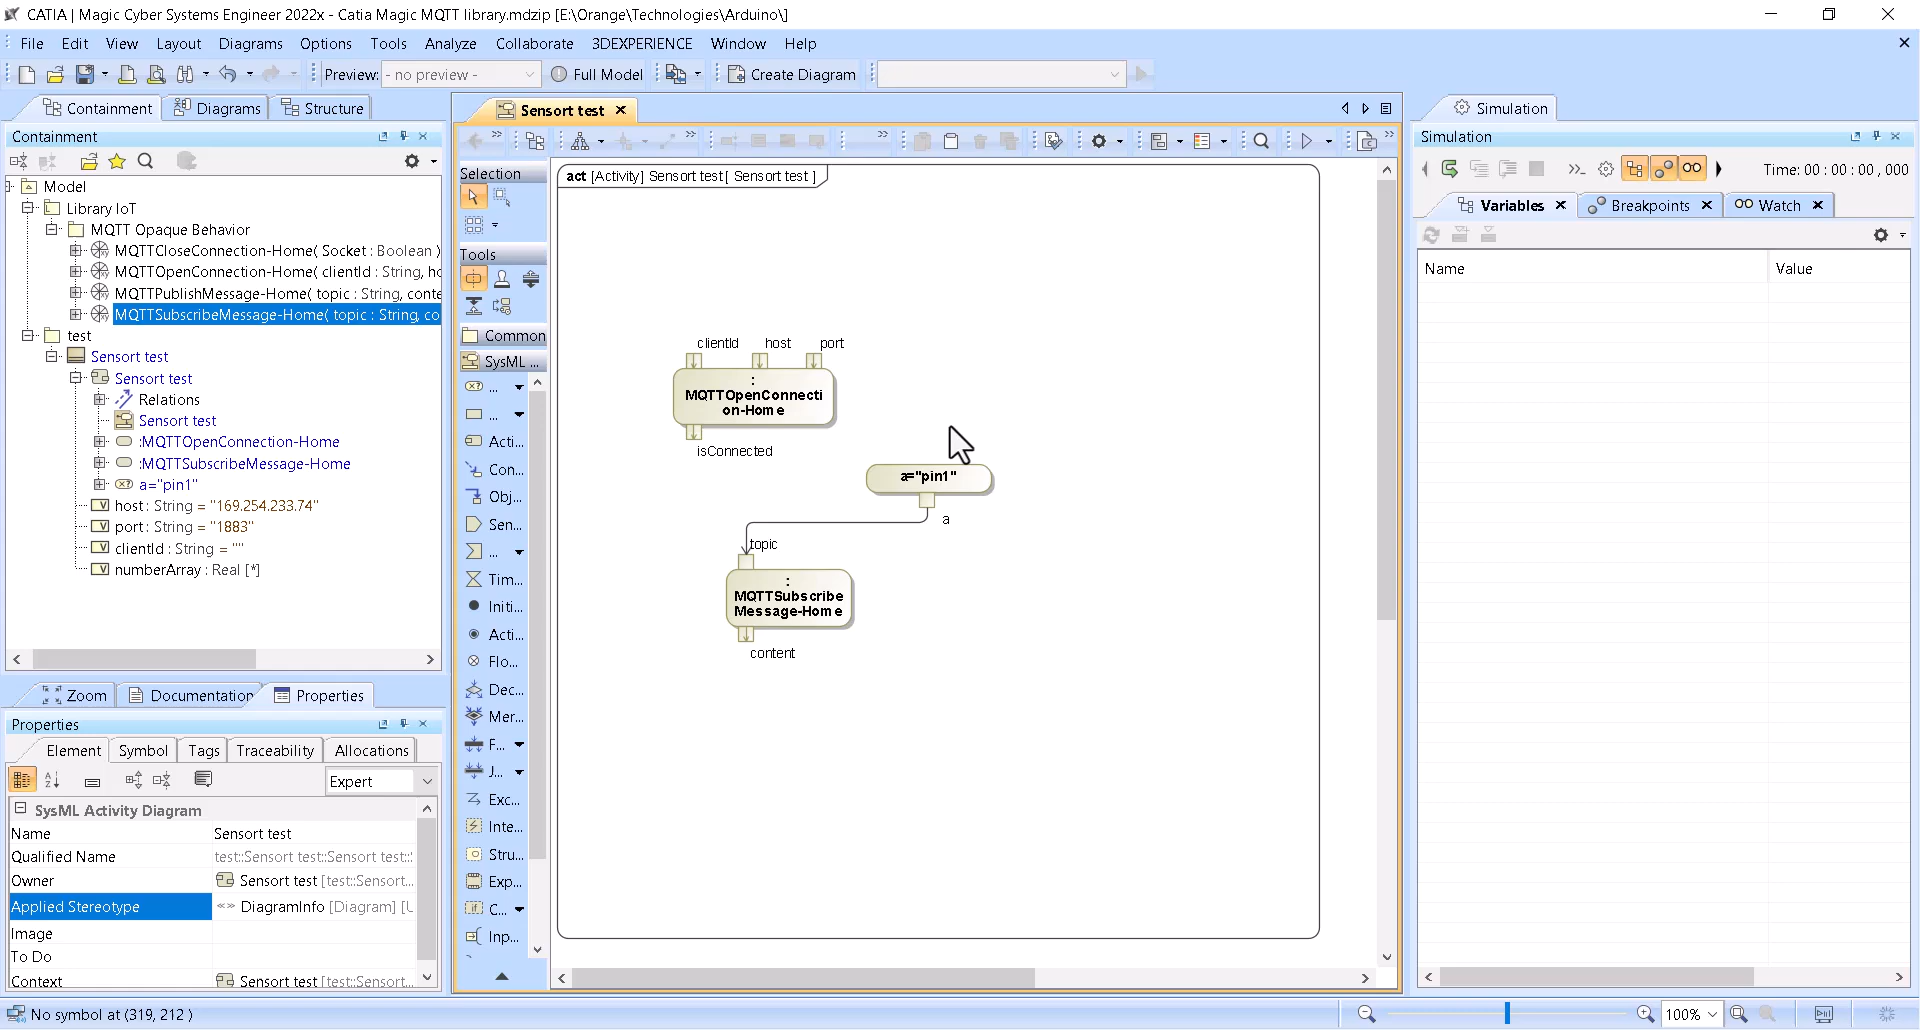 CATIA | Magic Cyber Systems Engineer 2022x - Catia Magic MQTT library.mdzip [E:\Orange\Technologies\Arduino\]
File Edit View Layout Diagrams Options Tools Analyze Collaborate 3DEXPERIENCE Window Help
Preview: - no preview - Full Model Create Diagram
Containment Diagrams Structure
Containment
Model
Library IoT
MQTT Opaque Behavior
MQTTCloseConnection-Home( Socket : Boolean )
MQTTOpenConnection-Home( clientId : String, ho
MQTTPublishMessage-Home( topic : String, conte
MQTTSubscribeMessage-Home( topic : String, co
test
Sensort test
Sensort test
Relations
Sensort test
:MQTTOpenConnection-Home
:MQTTSubscribeMessage-Home
a="pin1"
host : String = "169.254.233.74"
port : String = "1883"
clientId : String = ""
numberArray : Real [*]
Zoom Documentation Properties
Properties
Element Symbol Tags Traceability Allocations
Expert
SysML Activity Diagram
Name Sensort test
Qualified Name test::Sensort test::Sensort test::
Owner Sensort test [test::Sensort...
Applied Stereotype «» DiagramInfo [Diagram] [U
Image
To Do
Context Sensort test [test::Sensort...
Sensort test
Selection
Tools
Common
SysML ...
...
...
Acti...
Con...
Obj...
Sen...
...
Tim...
Initi...
Acti...
Flo...
Dec...
Mer...
F...
J...
Exc...
Inte...
Stru...
Exp...
C...
Inp...
act [Activity] Sensort test[ Sensort test ]
clientId host port
:
MQTTOpenConnecti
on-Home
isConnected
a="pin1"
a
topic
:
MQTTSubscribe
Message-Home
content
Simulation
Simulation
Time: 00 : 00 : 00 ,000
Variables Breakpoints Watch
Name Value
No symbol at (319, 212 )
100%